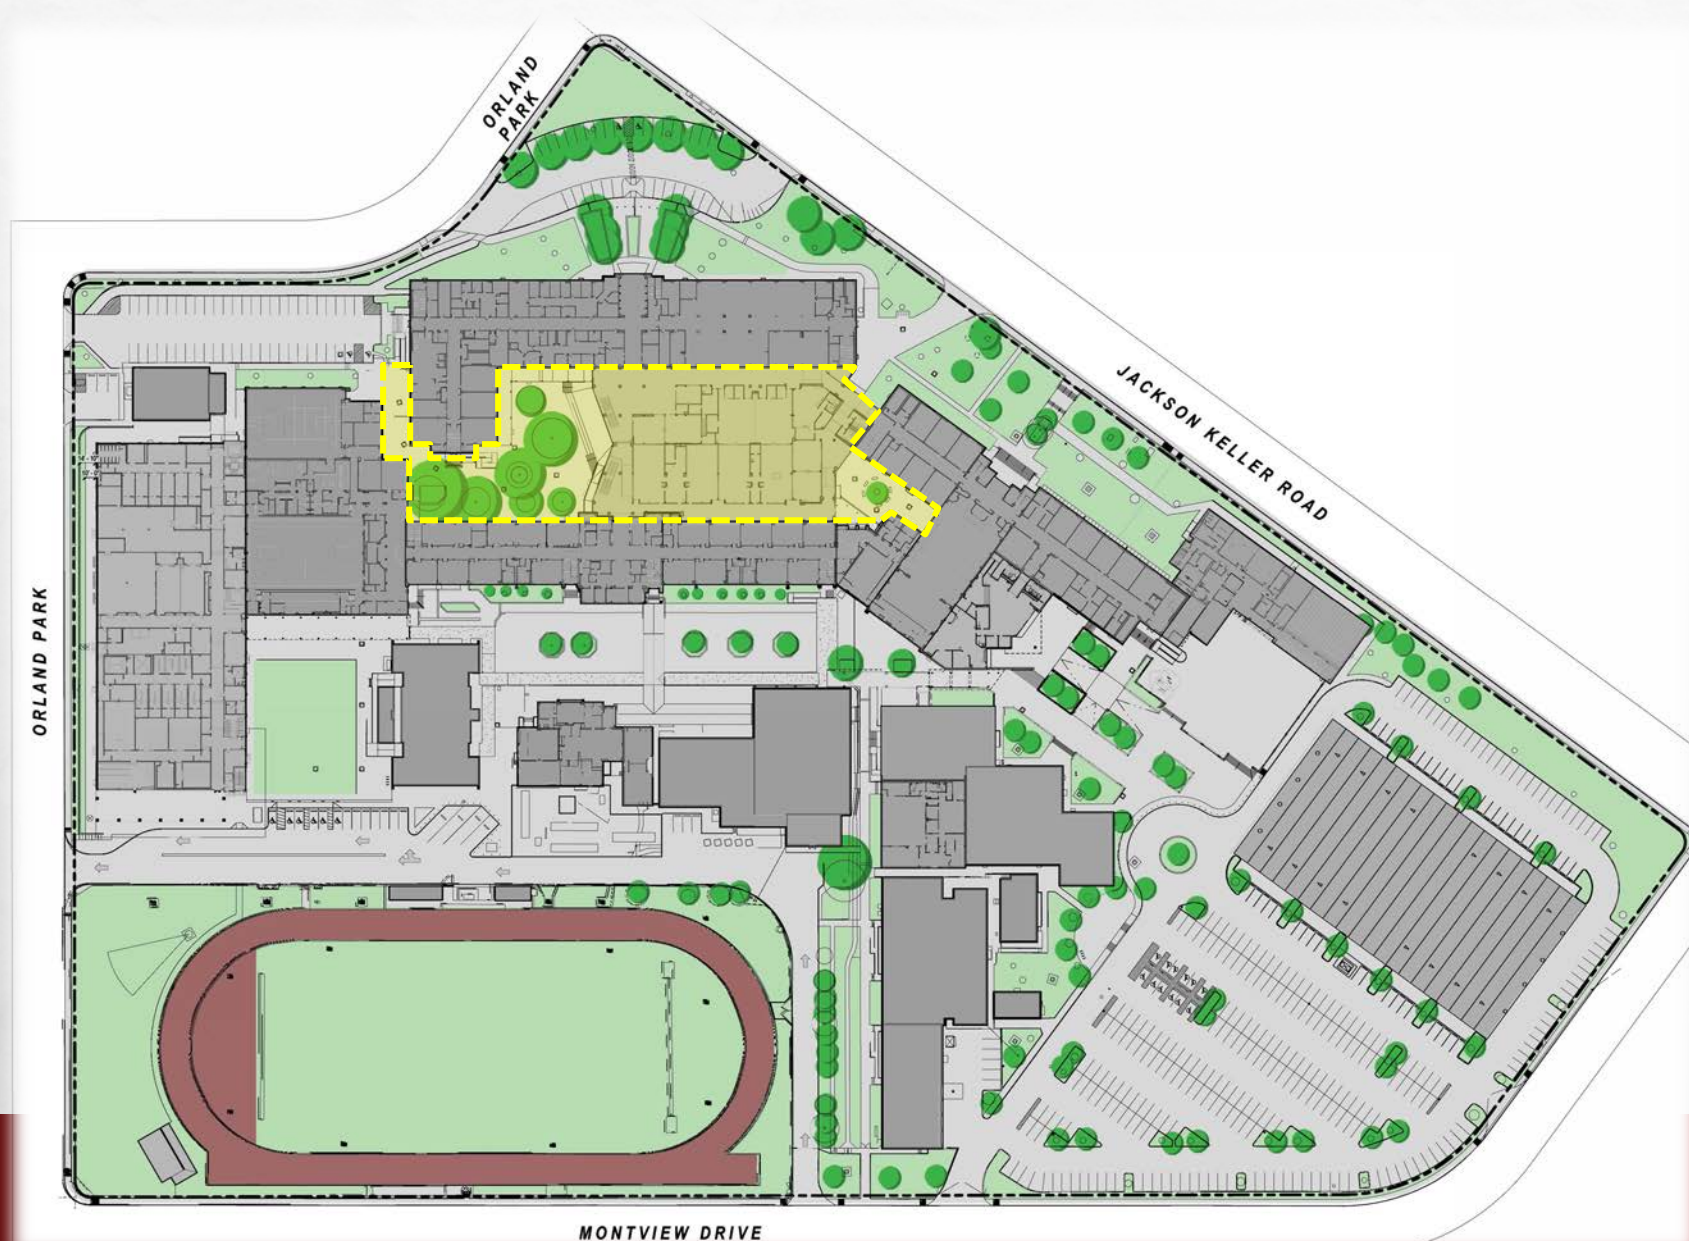 ORLAND
PARK
JACKSON KELLER ROAD
ORLAND PARK
MONTVIEW DRIVE